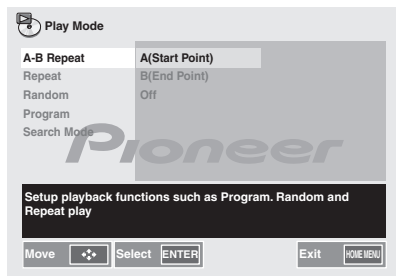 Play Mode
A-B Repeat A(Start Point)
Repeat B(End Point)
Random Off
Program
Search Mode
Pioneer
Setup playback functions such as Program. Random and
Repeat play
Move Select ENTER Exit HOME MENU